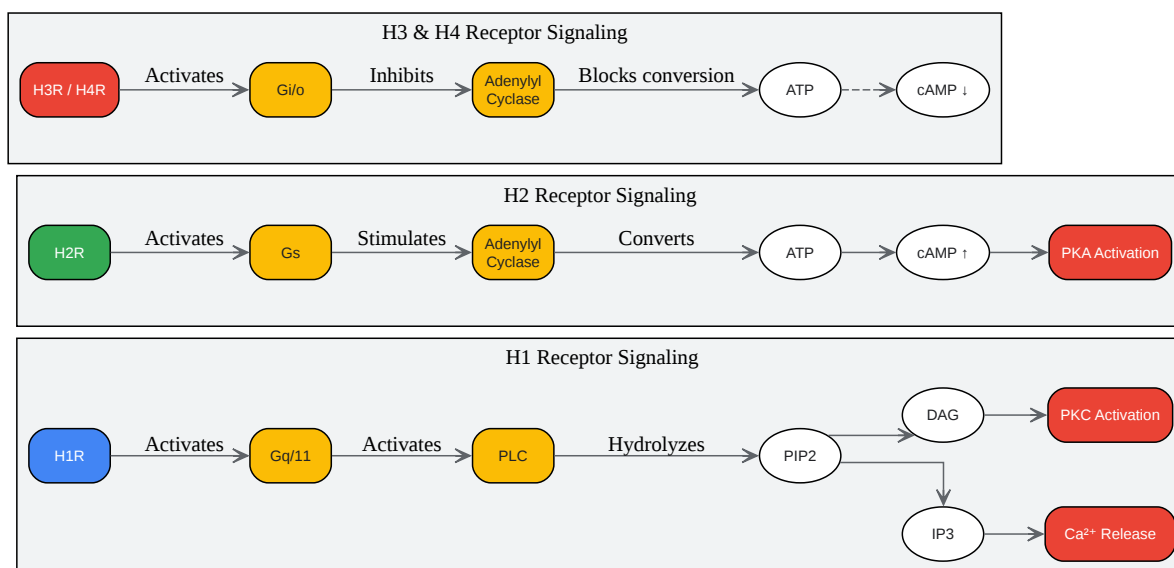 H3 & H4 Receptor Signaling
H3R / H4R
Activates
Gi/o
Inhibits
Adenylyl
Cyclase
Blocks conversion
ATP
cAMP ↓
H2 Receptor Signaling
H2R
Activates
Gs
Stimulates
Adenylyl
Cyclase
Converts
ATP
cAMP ↑
PKA Activation
H1 Receptor Signaling
H1R
Activates
Gq/11
Activates
PLC
Hydrolyzes
PIP2
DAG
PKC Activation
IP3
Ca²⁺ Release